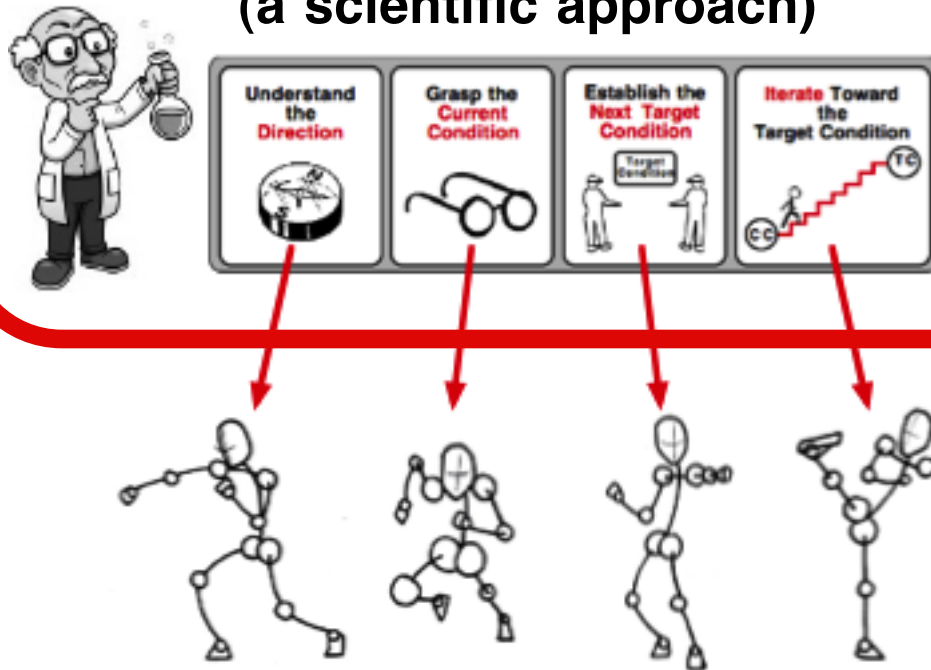 (a scientific approach)
Understand
the
Direction
Grasp the
Current
Condition
Establish the
Next Target
Condition
Target
Condition
Iterate Toward
the
Target Condition
TC
CC